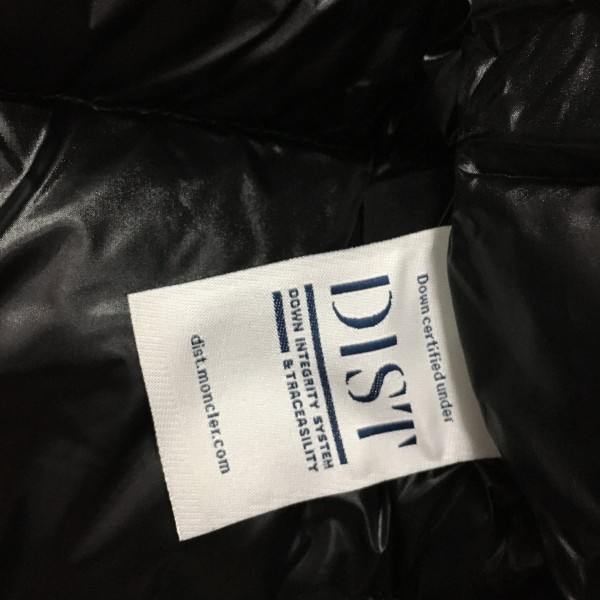 Down certified under
DIST
DOWN INTEGRITY SYSTEM
& TRACEASILITY
dist.moncler.com